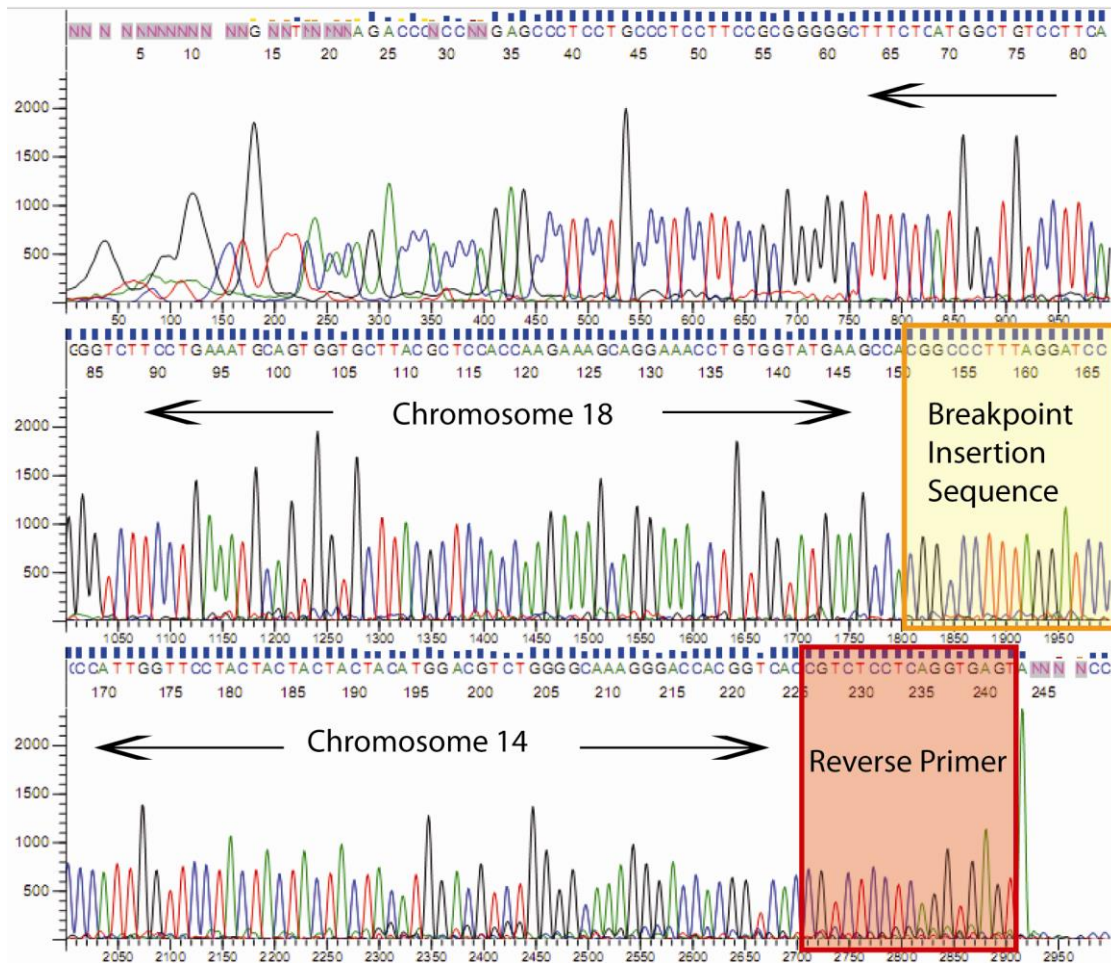 NN N NNNNNNN NNG NNTNNNNAGACCCNCCNNGAGCCCTCCTGCCCTCCTTCCGCGGGGGCTTTCTCATGGCTGTCCTTCA
5 10 15 20 25 30 35 40 45 50 55 60 65 70 75 80
2000
1500
1000
500
50 100 150 200 250 300 350 400 450 500 550 600 650 700 750 800 850 900 950
GGGTCTTCCTGAAATGCAGTGGTGCTTACGCTCCACCAAGAAAGCAGGAAACCTGTGGTATGAAGCCACGGCCCTTTAGGATCC
85 90 95 100 105 110 115 120 125 130 135 140 145 150 155 160 165
Chromosome 18
Breakpoint
Insertion
Sequence
2000
1500
1000
500
1050 1100 1150 1200 1250 1300 1350 1400 1450 1500 1550 1600 1650 1700 1750 1800 1850 1900 1950
CCCATTGGTTCCTACTACTACTACTACATGGACGTCTGGGGCAAAGGGACCACGGTCACCGTCTCCTCAGGTGAGTANNNNCC
170 175 180 185 190 195 200 205 210 215 220 225 230 235 240 245
Chromosome 14
Reverse Primer
2000
1500
1000
500
2050 2100 2150 2200 2250 2300 2350 2400 2450 2500 2550 2600 2650 2700 2750 2800 2850 2900 2950